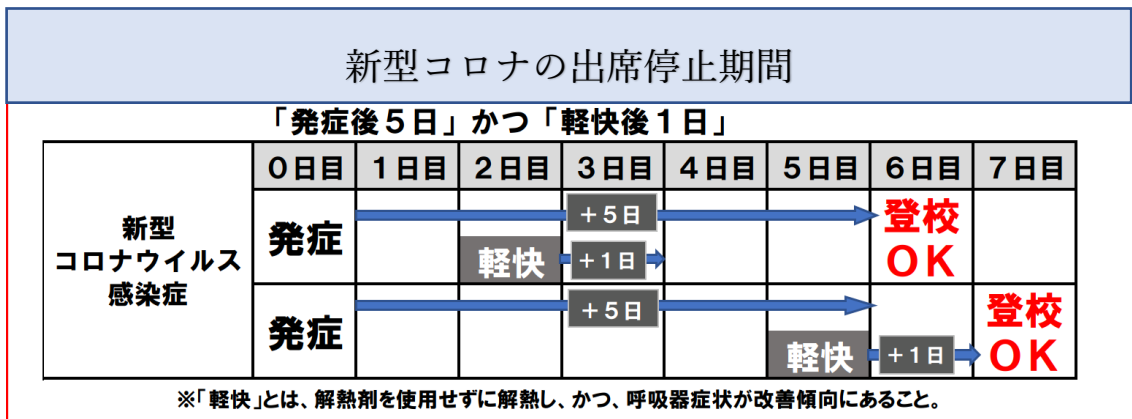 新型コロナの出席停止期間
「発症後５日」かつ「軽快後１日」
０日目 １日目 ２日目 ３日目 ４日目 ５日目 ６日目 ７日目
新型
コロナウイルス
感染症
発症
＋５日
登校
ＯＫ
軽快
＋１日
発症
＋５日
登校
ＯＫ
軽快
＋１日
※「軽快」とは、解熱剤を使用せずに解熱し、かつ、呼吸器症状が改善傾向にあること。